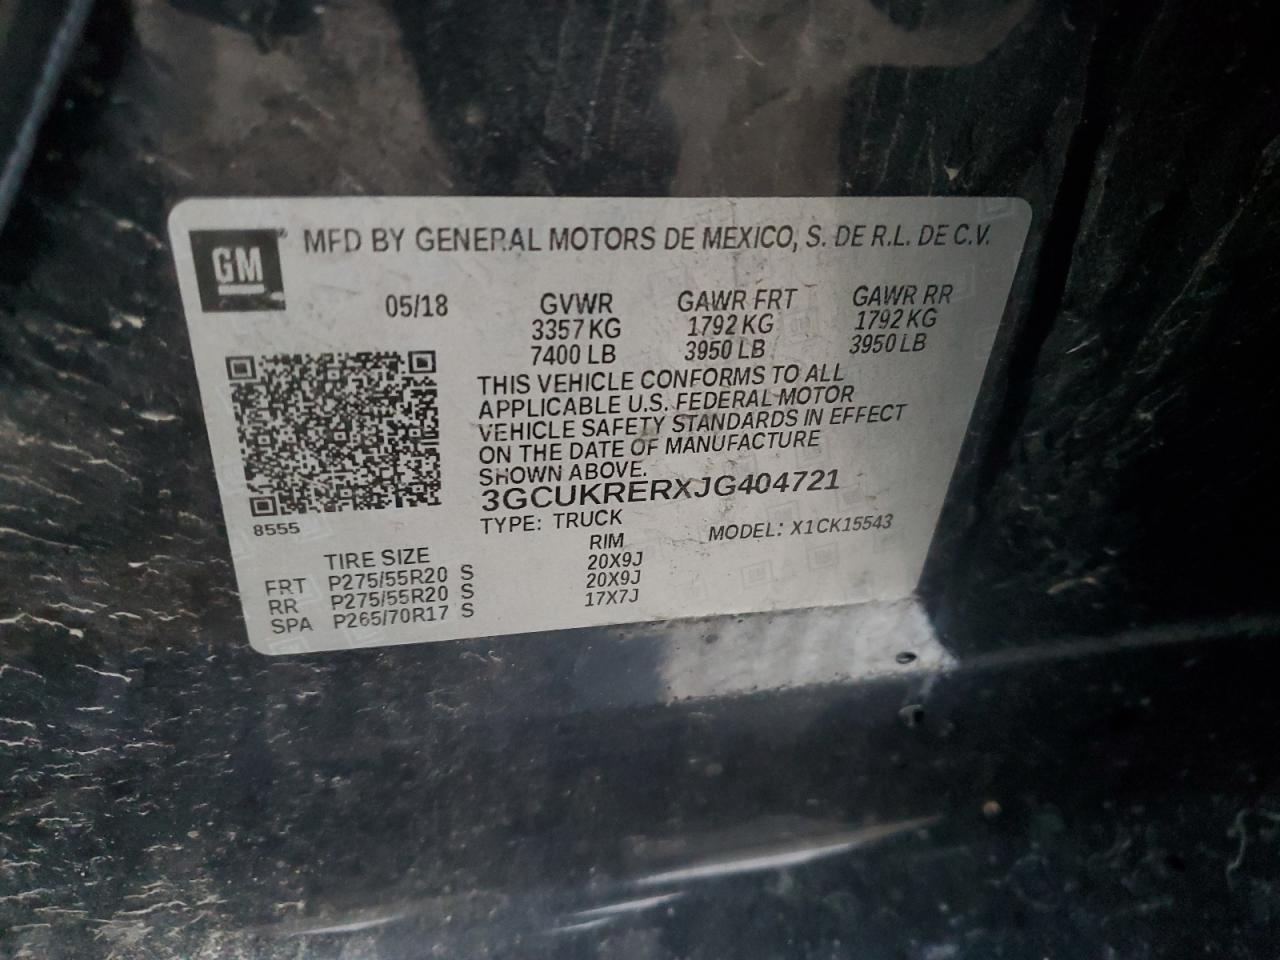 GM
MFD BY GENERAL MOTORS DE MEXICO, S. DE R.L. DE C.V.
05/18 GVWR GAWR FRT GAWR RR
3357 KG 1792 KG 1792 KG
7400 LB 3950 LB 3950 LB
THIS VEHICLE CONFORMS TO ALL
APPLICABLE U.S. FEDERAL MOTOR
VEHICLE SAFETY STANDARDS IN EFFECT
ON THE DATE OF MANUFACTURE
SHOWN ABOVE.
3GCUKRERXJG404721
8555 TYPE: TRUCK MODEL: X1CK15543
TIRE SIZE RIM
FRT P275/55R20 S 20X9J
RR P275/55R20 S 20X9J
SPA P265/70R17 S 17X7J